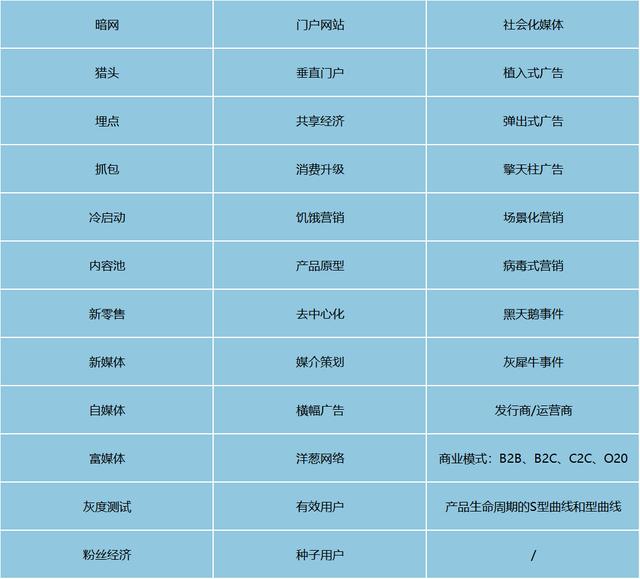 暗网 门户网站 社会化媒体
猎头 垂直门户 植入式广告
埋点 共享经济 弹出式广告
抓包 消费升级 擎天柱广告
冷启动 饥饿营销 场景化营销
内容池 产品原型 病毒式营销
新零售 去中心化 黑天鹅事件
新媒体 媒介策划 灰犀牛事件
自媒体 横幅广告 发行商/运营商
富媒体 洋葱网络 商业模式：B2B、B2C、C2C、O20
灰度测试 有效用户 产品生命周期的S型曲线和型曲线
粉丝经济 种子用户 /